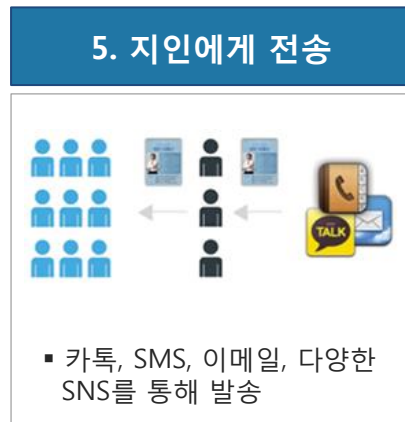 5. 지인에게 전송
TALK
▪ 카톡, SMS, 이메일, 다양한
SNS를 통해 발송